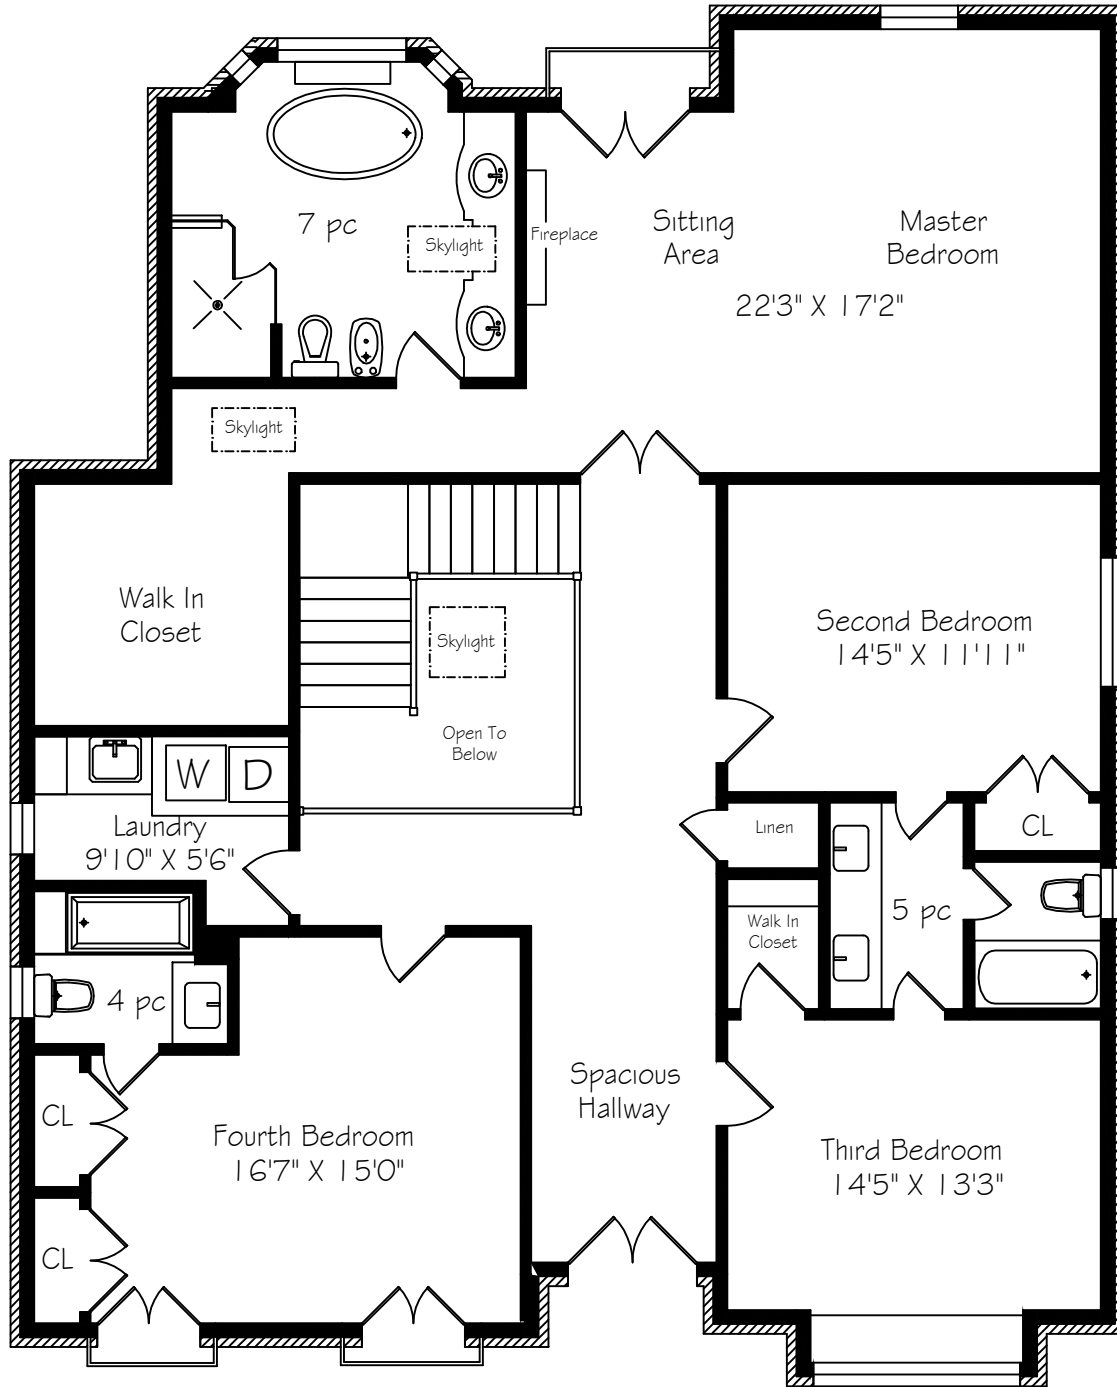 7 pc
Skylight
Fireplace
Sitting
Area
Master
Bedroom
22'3" X 17'2"
Skylight
Walk In
Closet
Skylight
Open To
Below
Second Bedroom
14'5" X 11'11"
W
D
Laundry
9'10" X 5'6"
Linen
CL
5 pc
Walk In
Closet
4 pc
Spacious
Hallway
CL
Fourth Bedroom
16'7" X 15'0"
Third Bedroom
14'5" X 13'3"
CL